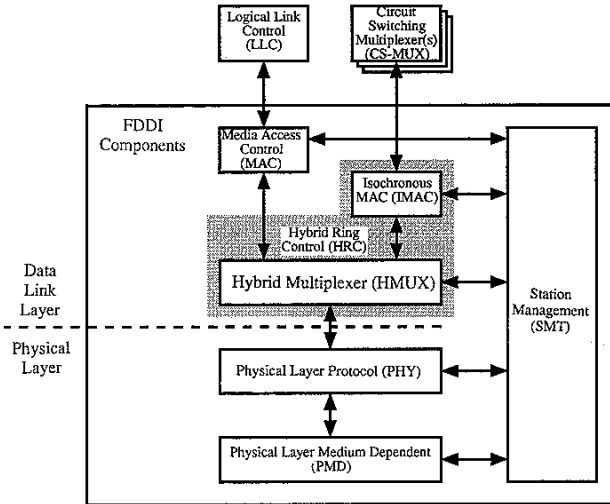 Logical Link
Control
(LLC)
Circuit
Switching
Multiplexer(s)
(CS-MUX)
FDDI
Components
Media Access
Control
(MAC)
Isochronous
MAC (IMAC)
Hybrid Ring
Control (HRC)
Hybrid Multiplexer (HMUX)
Data
Link
Layer
Station
Management
(SMT)
Physical
Layer
Physical Layer Protocol (PHY)
Physical Layer Medium Dependent
(PMD)